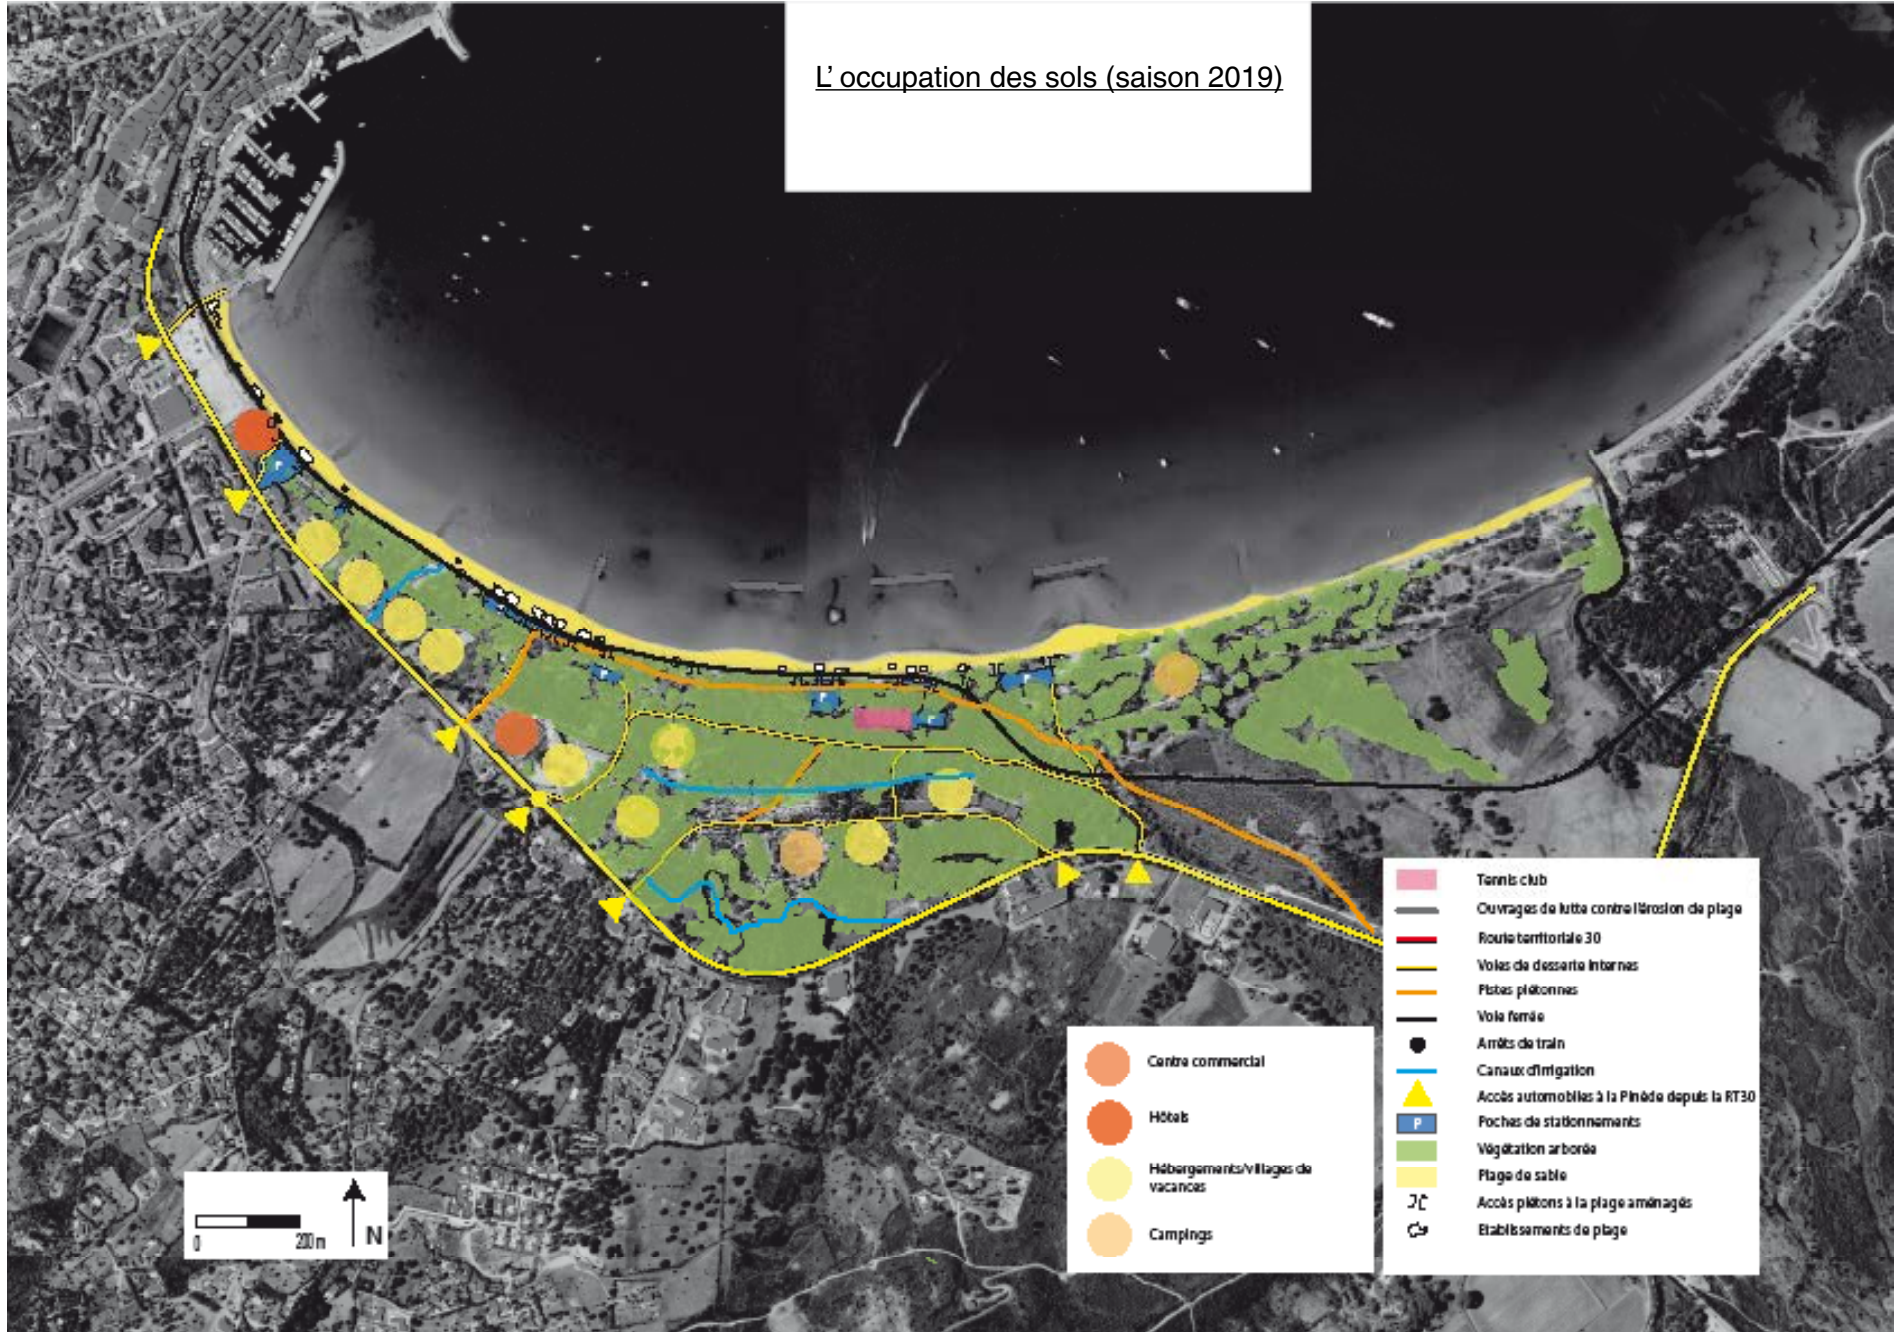 L' occupation des sols (saison 2019)
P
P
P
P
P
Tennis club
Ouvrages de lutte contre l'érosion de plage
Route territoriale 30
Voies de desserte internes
Pistes piétonnes
Voie ferrée
Arrêts de train
Canaux d'irrigation
Accès automobiles à la Pinède depuis la RT30
P
Poches de stationnements
Végétation arborée
Plage de sable
Accès piétons à la plage aménagés
Etablissements de plage
Centre commercial
Hôtels
Hébergements/villages de
vacances
Campings
0
200 m
N